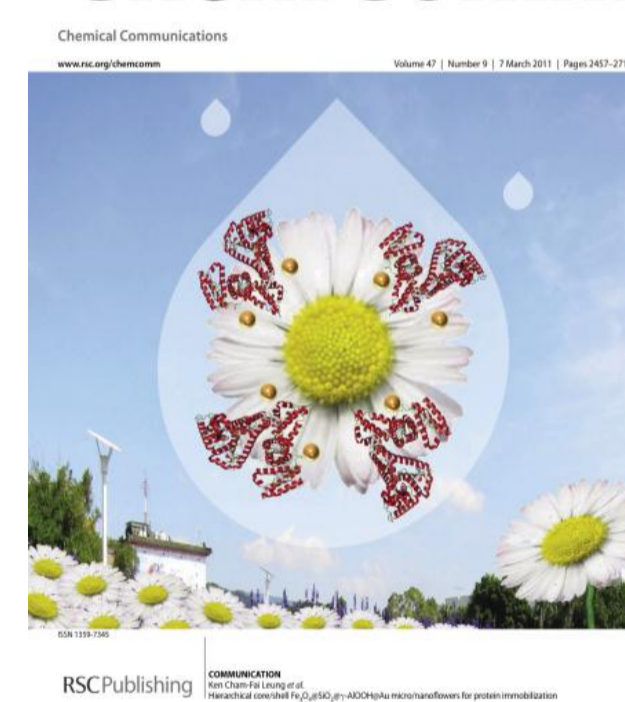 Chemical Communications
www.rsc.org/chemcomm
Volume 47 | Number 9 | 7 March 2011 | Pages 2457–271
ISSN 1359-7345
RSCPublishing
COMMUNICATION
Ken Cham-Fai Leung et al.
Hierarchical core/shell Fe₃O₄@SiO₂@γ-AlOOH@Au micro/nanoflowers for protein immobilization